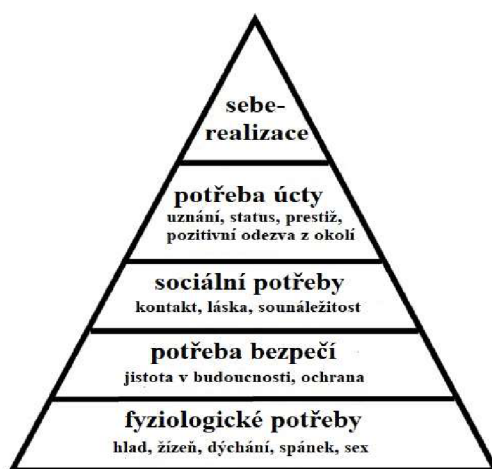 sebe-
realizace
potřeba úcty
uznání, status, prestiž,
pozitivní odezva z okolí
sociální potřeby
kontakt, láska, sounáležitost
potřeba bezpečí
jistota v budoucnosti, ochrana
fyziologické potřeby
hlad, žízeň, dýchání, spánek, sex